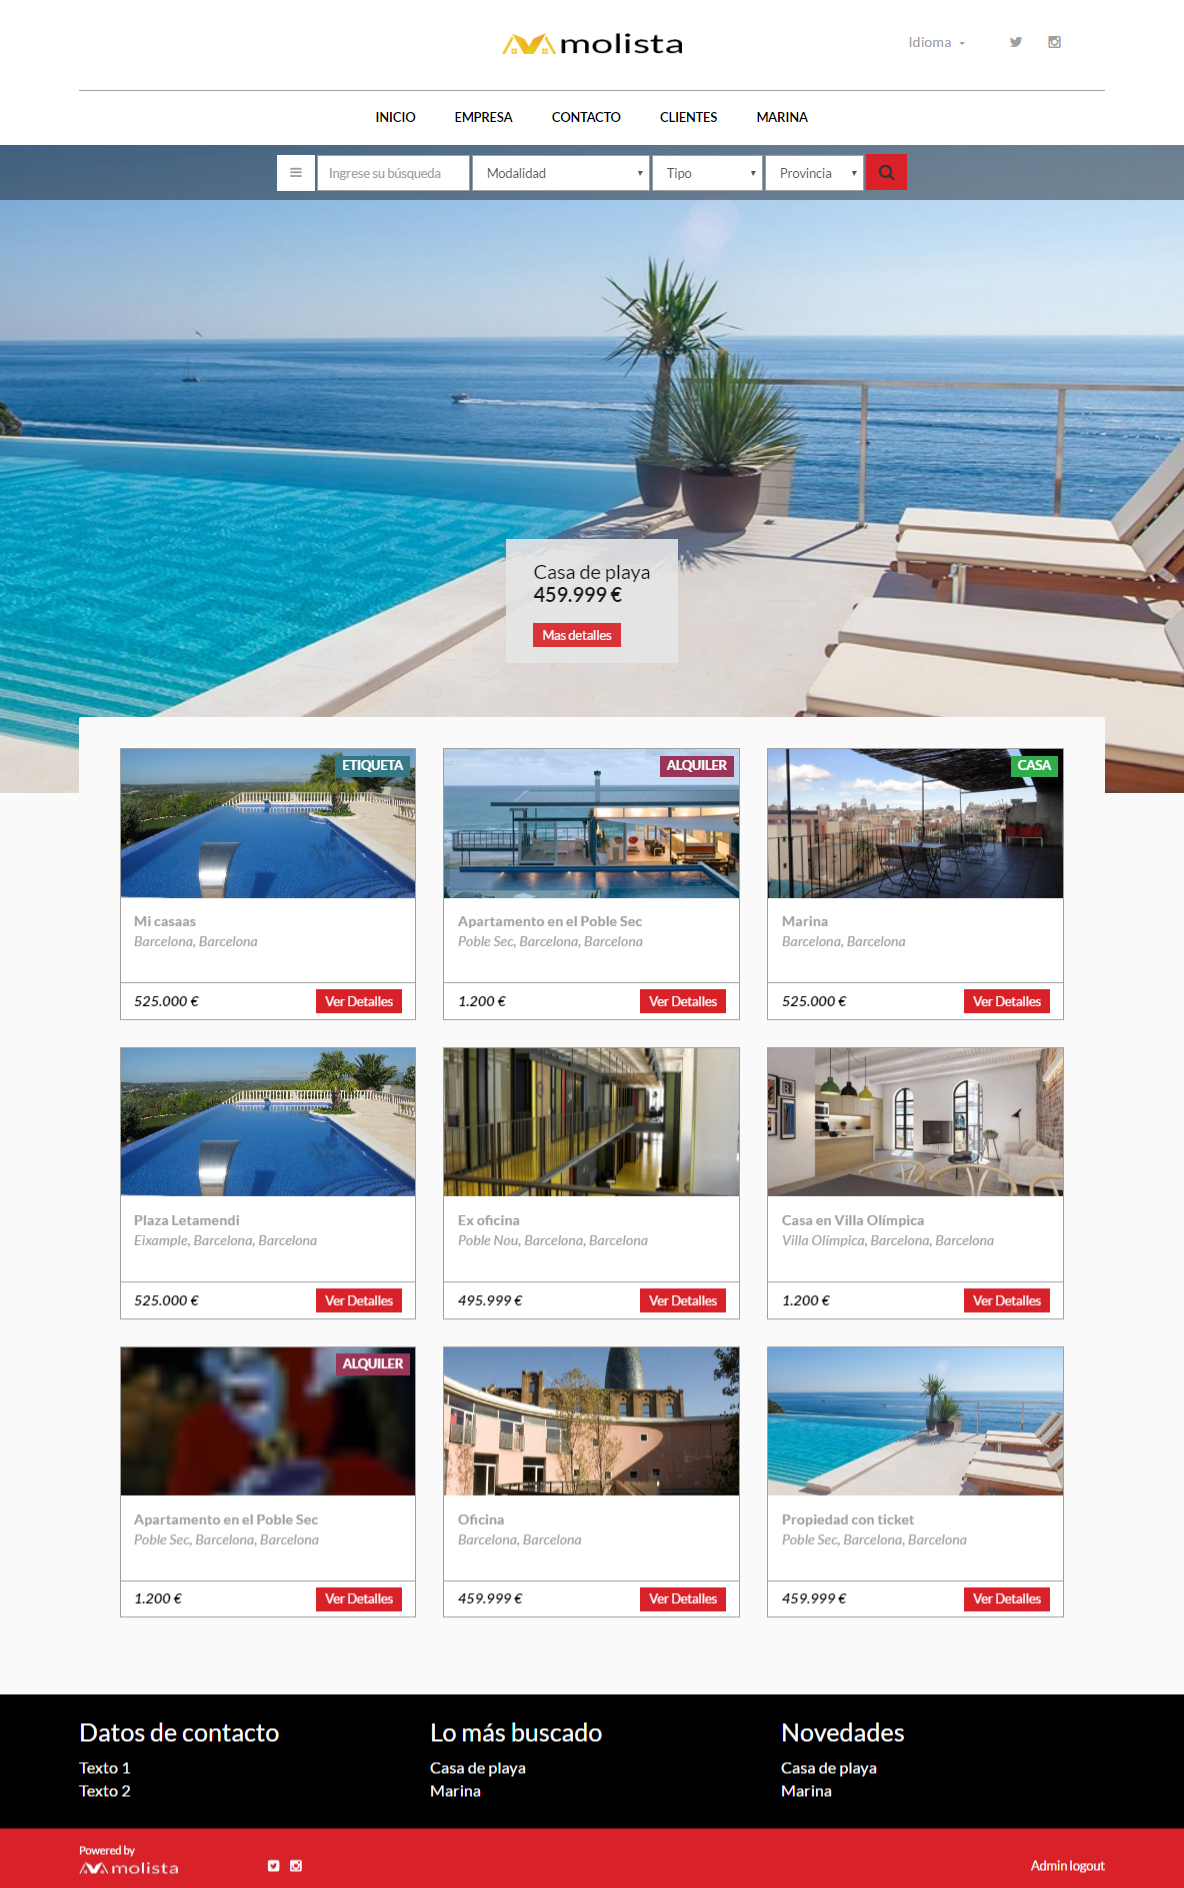 molista
Idioma
INICIO EMPRESA CONTACTO CLIENTES MARINA
Ingrese su búsqueda Modalidad Tipo Provincia
Casa de playa
459.999 €
Mas detalles
ETIQUETA
Mi casaas
Barcelona, Barcelona
525.000 € Ver Detalles
ALQUILER
Apartamento en el Poble Sec
Poble Sec, Barcelona, Barcelona
1.200 € Ver Detalles
CASA
Marina
Barcelona, Barcelona
525.000 € Ver Detalles
Plaza Letamendi
Eixample, Barcelona, Barcelona
525.000 € Ver Detalles
Ex oficina
Poble Nou, Barcelona, Barcelona
495.999 € Ver Detalles
Casa en Villa Olímpica
Villa Olímpica, Barcelona, Barcelona
1.200 € Ver Detalles
ALQUILER
Apartamento en el Poble Sec
Poble Sec, Barcelona, Barcelona
1.200 € Ver Detalles
Oficina
Barcelona, Barcelona
459.999 € Ver Detalles
Propiedad con ticket
Poble Sec, Barcelona, Barcelona
459.999 € Ver Detalles
Datos de contacto
Texto 1
Texto 2
Lo más buscado
Casa de playa
Marina
Novedades
Casa de playa
Marina
Powered by
molista
Admin logout